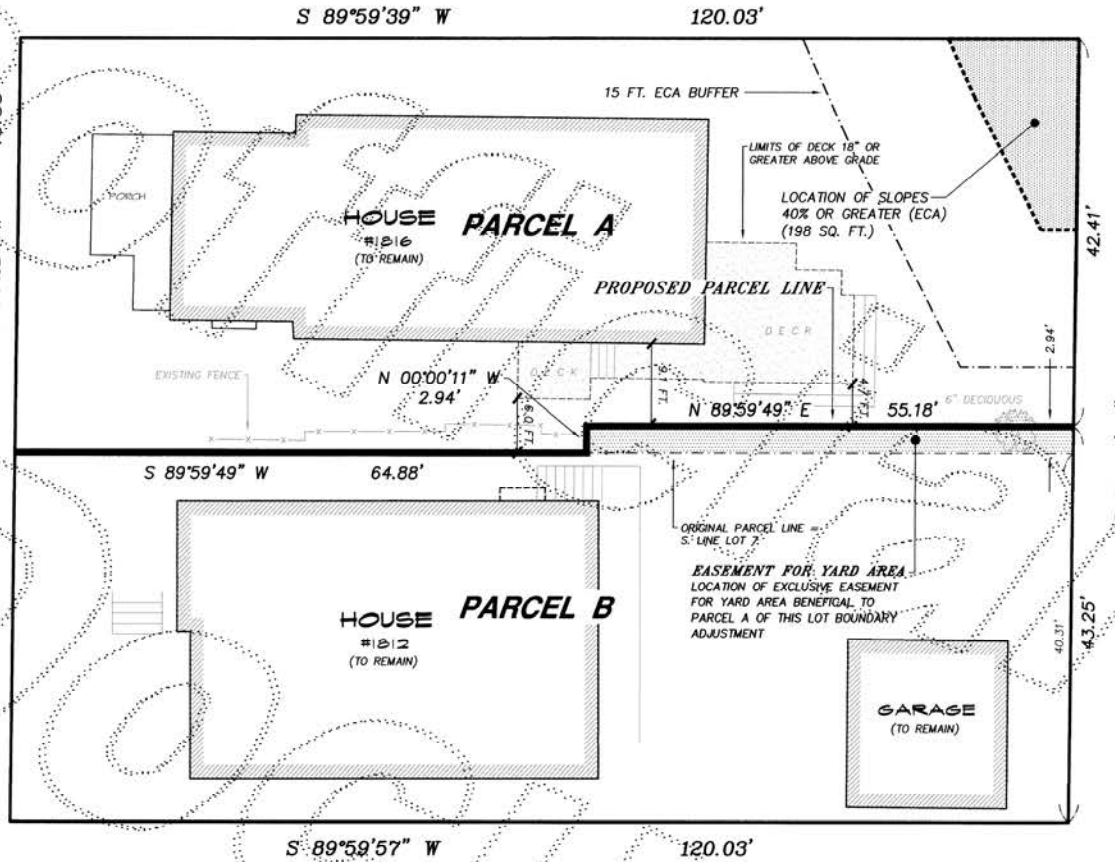 S 89°59'39" W 120.03'
15 FT. ECA BUFFER
LIMITS OF DECK 18" OR
GREATER ABOVE GRADE
LOCATION OF SLOPES
40% OR GREATER (ECA)
(198 SQ. FT.)
PORCH
HOUSE
#1816
(TO REMAIN)
PARCEL A
42.41'
PROPOSED PARCEL LINE
DECK
DECK
2.94'
EXISTING FENCE
N 00°00'11" W
2.94'
9.1 FT.
6.0 FT.
N 89°59'49" E 55.18'
6" DECIDUOUS
S 89°59'49" W 64.88'
ORIGINAL PARCEL LINE =
S. LINE LOT 7
EASEMENT FOR YARD AREA
LOCATION OF EXCLUSIVE EASEMENT
FOR YARD AREA BENEFICAL TO
PARCEL A OF THIS LOT BOUNDARY
ADJUSTMENT
HOUSE
#1812
(TO REMAIN)
PARCEL B
40.31'
43.25'
GARAGE
(TO REMAIN)
S 89°59'57" W 120.03'